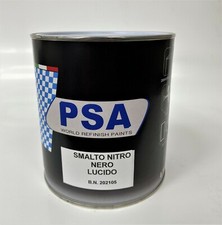 PSA
WORLD REFINISH PAINTS
SMALTO NITRO
NERO
LUCIDO
B.N. 202105